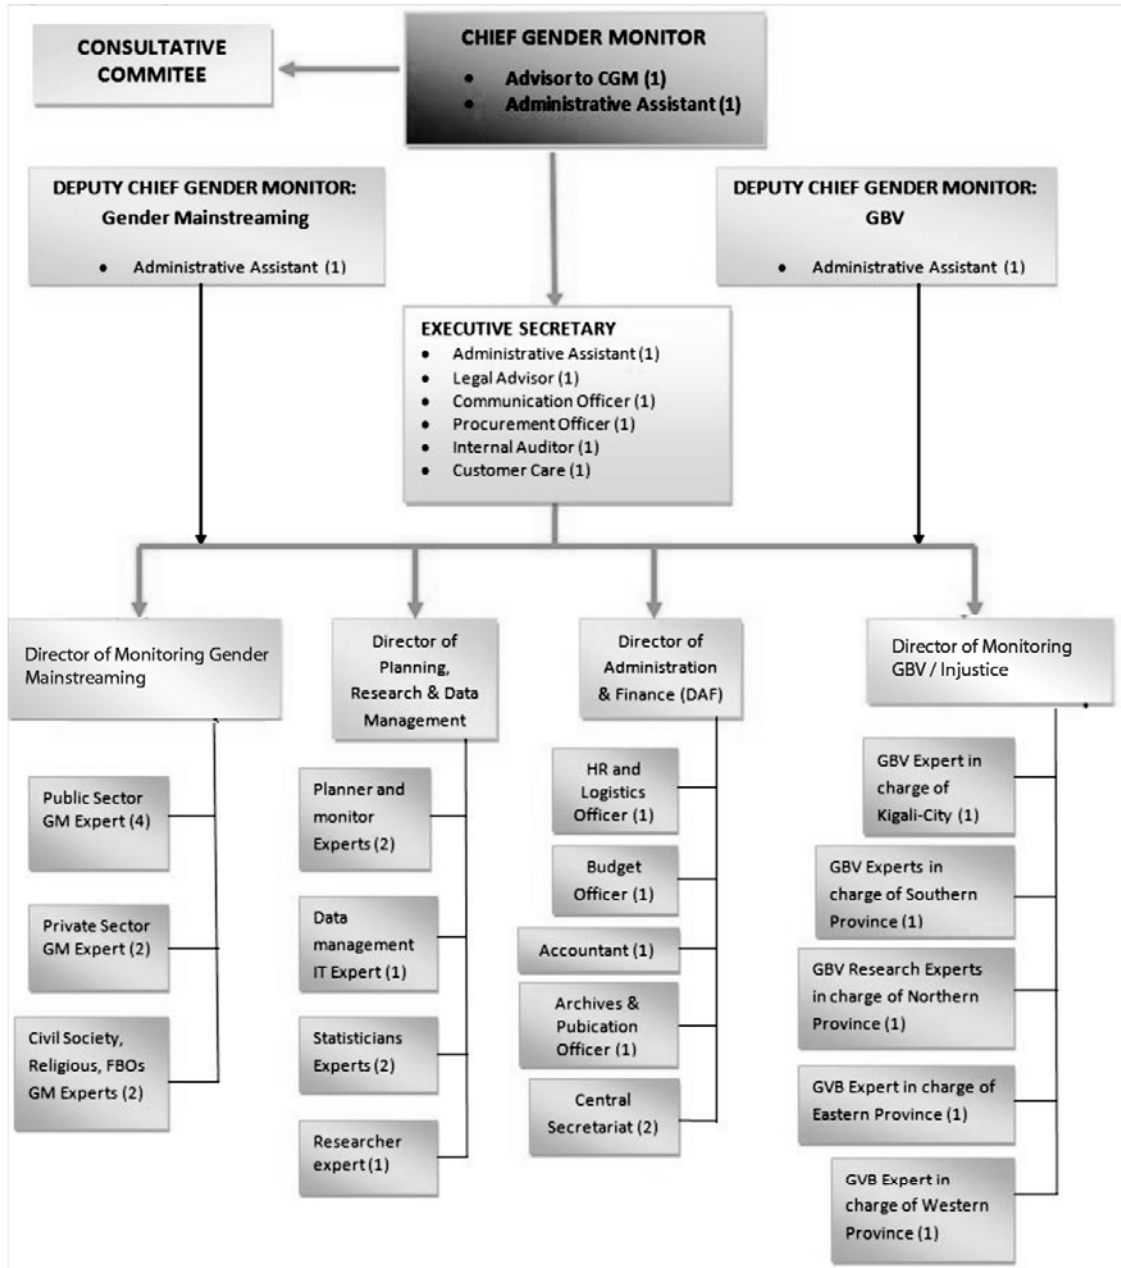 CONSULTATIVE
COMMITEE
CHIEF GENDER MONITOR
• Advisor to CGM (1)
• Administrative Assistant (1)
DEPUTY CHIEF GENDER MONITOR:
Gender Mainstreaming
• Administrative Assistant (1)
DEPUTY CHIEF GENDER MONITOR:
GBV
• Administrative Assistant (1)
EXECUTIVE SECRETARY
• Administrative Assistant (1)
• Legal Advisor (1)
• Communication Officer (1)
• Procurement Officer (1)
• Internal Auditor (1)
• Customer Care (1)
Director of Monitoring Gender
Mainstreaming
Public Sector
GM Expert (4)
Private Sector
GM Expert (2)
Civil Society,
Religious, FBOs
GM Experts (2)
Director of
Planning,
Research & Data
Management
Planner and
monitor
Experts (2)
Data
management
IT Expert (1)
Statisticians
Experts (2)
Researcher
expert (1)
Director of
Administration
& Finance (DAF)
HR and
Logistics
Officer (1)
Budget
Officer (1)
Accountant (1)
Archives &
Pubication
Officer (1)
Central
Secretariat (2)
Director of Monitoring
GBV / Injustice
GBV Expert in
charge of
Kigali-City (1)
GBV Experts in
charge of Southern
Province (1)
GBV Research Experts
in charge of Northern
Province (1)
GVB Expert in charge of
Eastern Province (1)
GVB Expert in
charge of Western
Province (1)